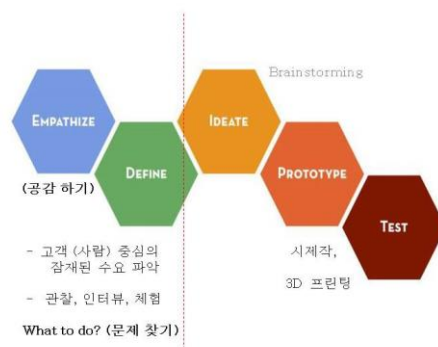 Brainstorming
EMPATHIZE
IDEATE
DEFINE
PROTOTYPE
TEST
(공감 하기)
- 고객 (사람) 중심의
잠재된 수요 파악
- 관찰, 인터뷰, 체험
What to do? (문제 찾기)
시제작,
3D 프린팅